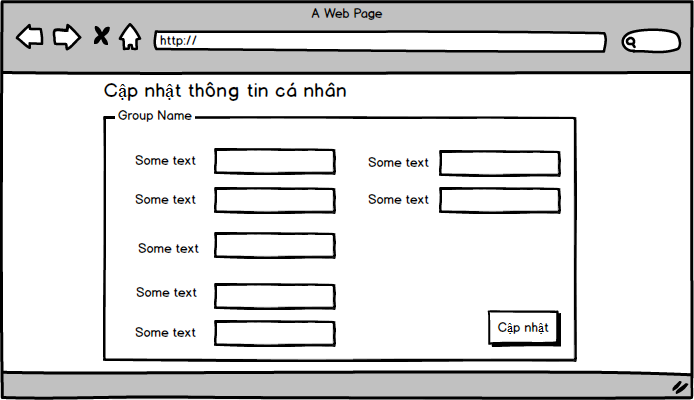 A Web Page
http://
Cập nhật thông tin cá nhân
Group Name
Some text
Some text
Some text
Some text
Some text
Some text
Some text
Cập nhật